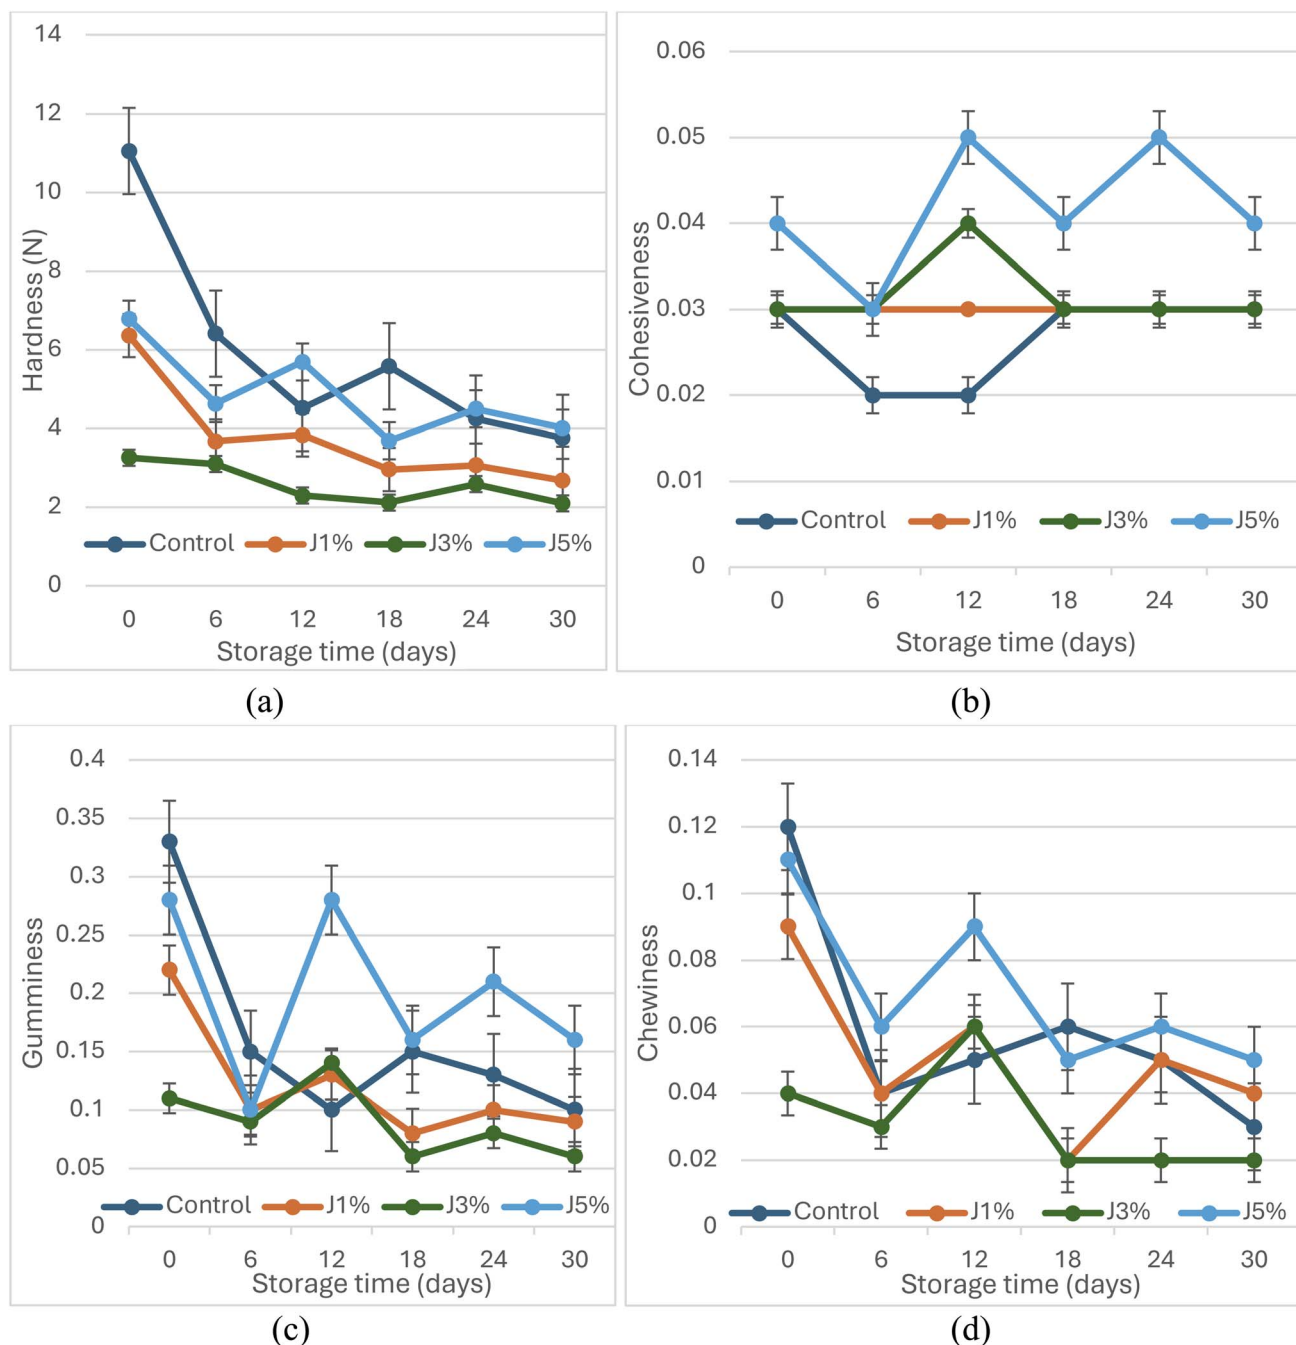 14
12
10
8
6
4
2
0
Hardness (N)
Control J1% J3% J5%
0 6 12 18 24 30
Storage time (days)
(a)
0.06
0.05
0.04
0.03
0.02
0.01
0
Cohesiveness
Control J1% J3% J5%
0 6 12 18 24 30
Storage time (days)
(b)
0.4
0.35
0.3
0.25
0.2
0.15
0.1
0.05
0
Gumminess
Control J1% J3% J5%
0 6 12 18 24 30
Storage time (days)
(c)
0.14
0.12
0.1
0.08
0.06
0.04
0.02
0
Chewiness
Control J1% J3% J5%
0 6 12 18 24 30
Storage time (days)
(d)